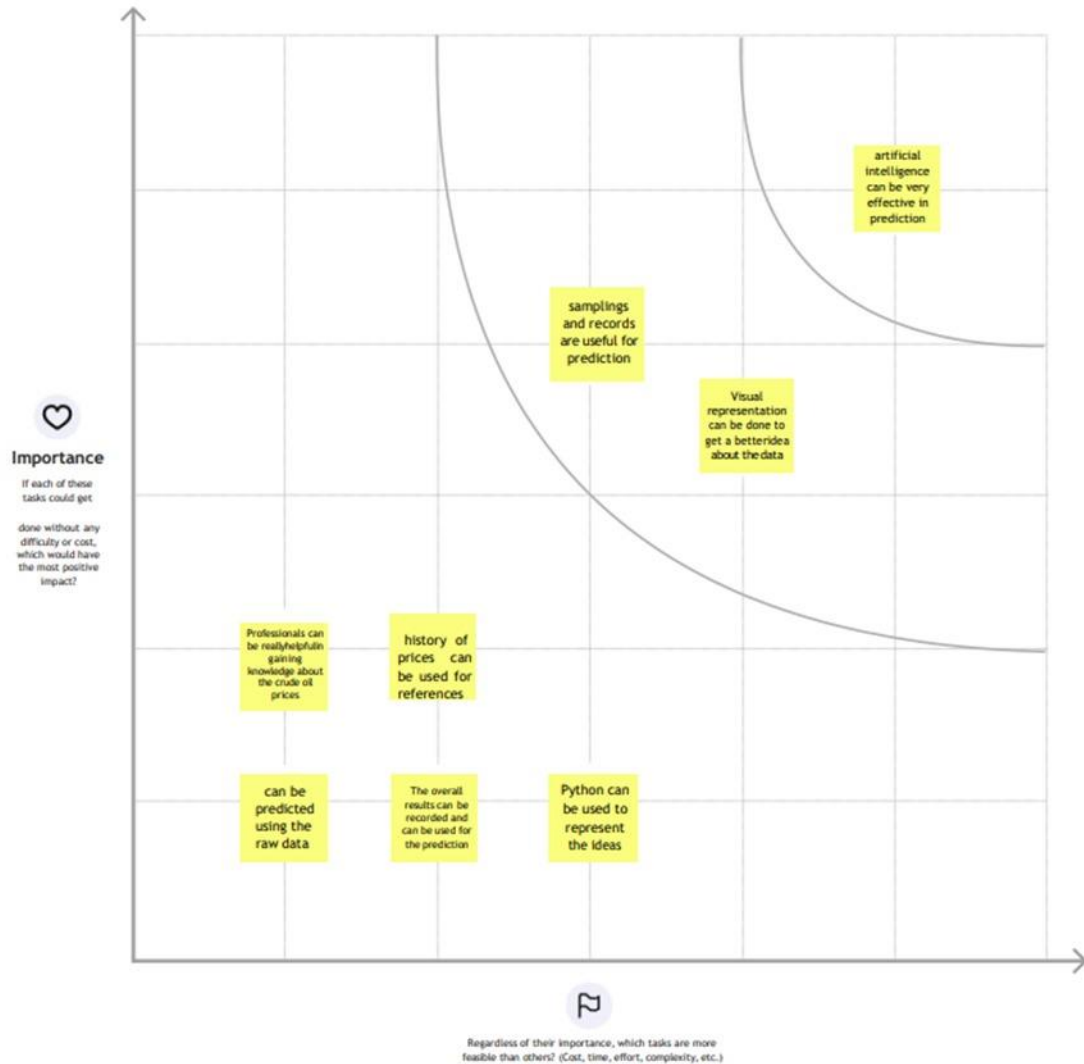 artificial
intelligence
can be very
effective in
prediction
samplings
and records
are useful for
prediction
Visual
representation
can be done to
get a betteridea
about thedata
Importance
If each of these
tasks could get
done without any
difficulty or cost,
which would have
the most positive
impact?
Professionals can
be reallyhelpfulin
gaining
knowledge about
the crude oil
prices
history of
prices can
be used for
references
can be
predicted
using the
raw data
The overall
results can be
recorded and
can be used for
the prediction
Python can
be used to
represent
the ideas
Regardless of their importance, which tasks are more
feasible than others? (Cost, time, effort, complexity, etc.)